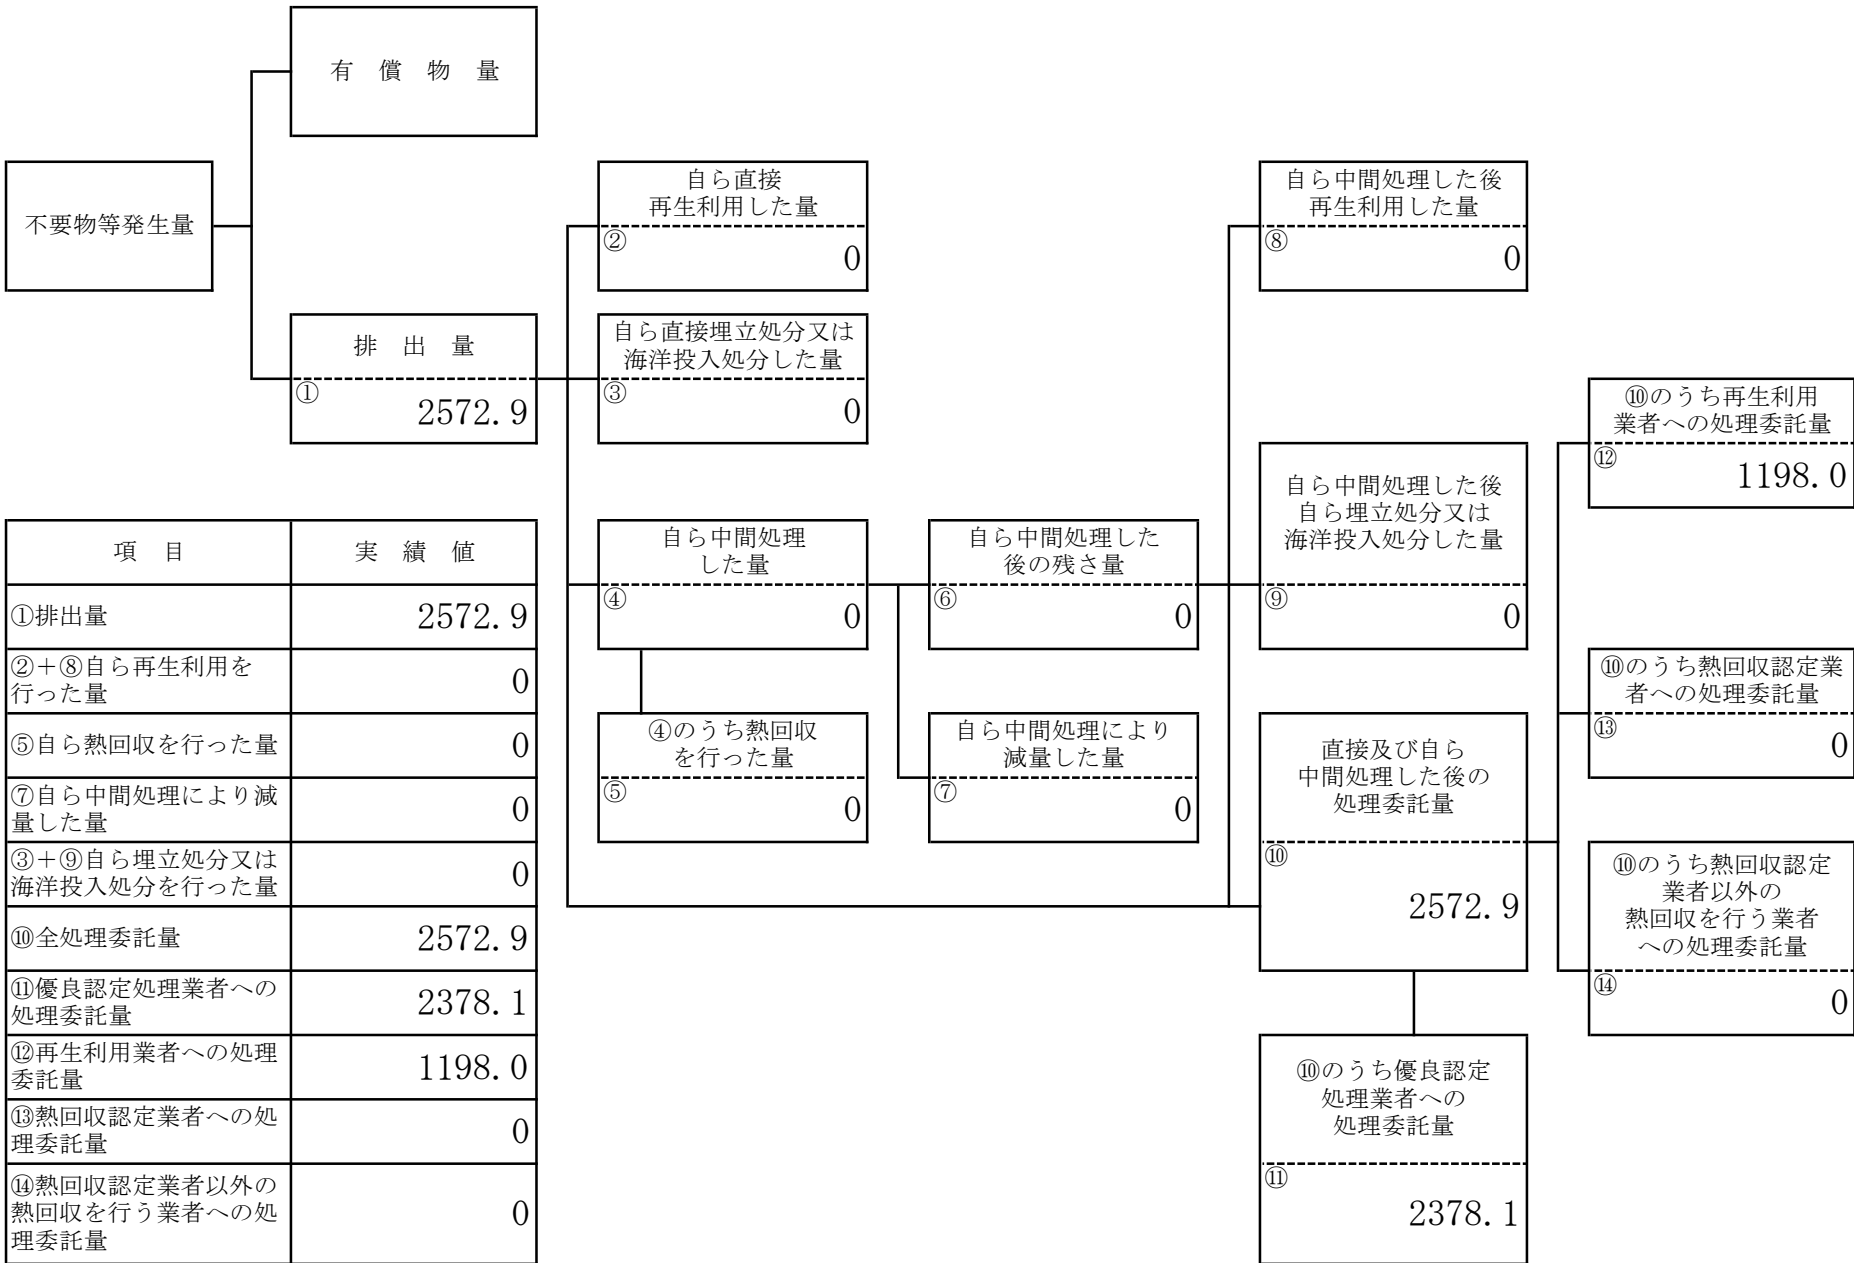 有 償 物 量
不要物等発生量
排 出 量
①
2572.9
自ら直接
再生利用した量
②
0
自ら直接埋立処分又は
海洋投入処分した量
③
0
自ら中間処理
した量
④
0
④のうち熱回収
を行った量
⑤
0
自ら中間処理した
後の残さ量
⑥
0
自ら中間処理により
減量した量
⑦
0
自ら中間処理した後
再生利用した量
⑧
0
自ら中間処理した後
自ら埋立処分又は
海洋投入処分した量
⑨
0
直接及び自ら
中間処理した後の
処理委託量
⑩
2572.9
⑩のうち優良認定
処理業者への
処理委託量
⑪
2378.1
⑩のうち再生利用
業者への処理委託量
⑫
1198.0
⑩のうち熱回収認定業
者への処理委託量
⑬
0
⑩のうち熱回収認定
業者以外の
熱回収を行う業者
への処理委託量
⑭
0
項 目 実 績 値
①排出量 2572.9
②＋⑧自ら再生利用を
行った量 0
⑤自ら熱回収を行った量 0
⑦自ら中間処理により減
量した量 0
③＋⑨自ら埋立処分又は
海洋投入処分を行った量 0
⑩全処理委託量 2572.9
⑪優良認定処理業者への
処理委託量 2378.1
⑫再生利用業者への処理
委託量 1198.0
⑬熱回収認定業者への処
理委託量 0
⑭熱回収認定業者以外の
熱回収を行う業者への処
理委託量 0